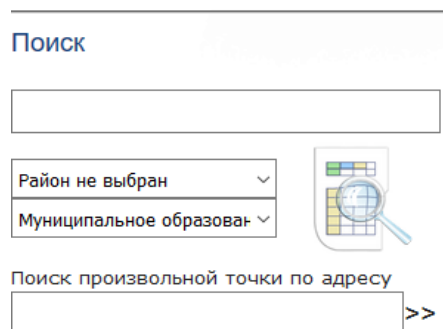 Поиск
Район не выбран
Муниципальное образован
Поиск произвольной точки по адресу
>>